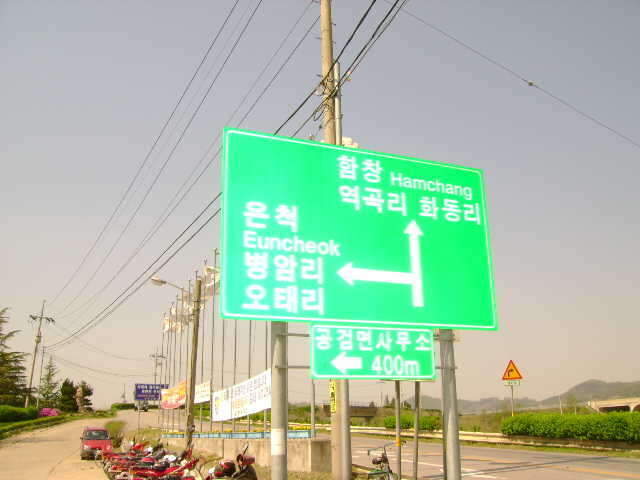 함창 Hamchang
역곡리 화동리
은척
Euncheok
병암리
오태리
공검면사무소
400m